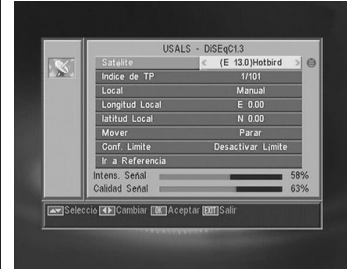 USALS - DiSEqC1.3
Satélite (E 13.0)Hotbird
Indice de TP 1/101
Local Manual
Longitud Local E 0.00
latitud Local N 0.00
Mover Parar
Conf. Limite Desactivar Límite
Ir a Referencia
Intens. Señal 58%
Calidad Señal 63%
Selecció Cambiar OK Aceptar EXIT Salir